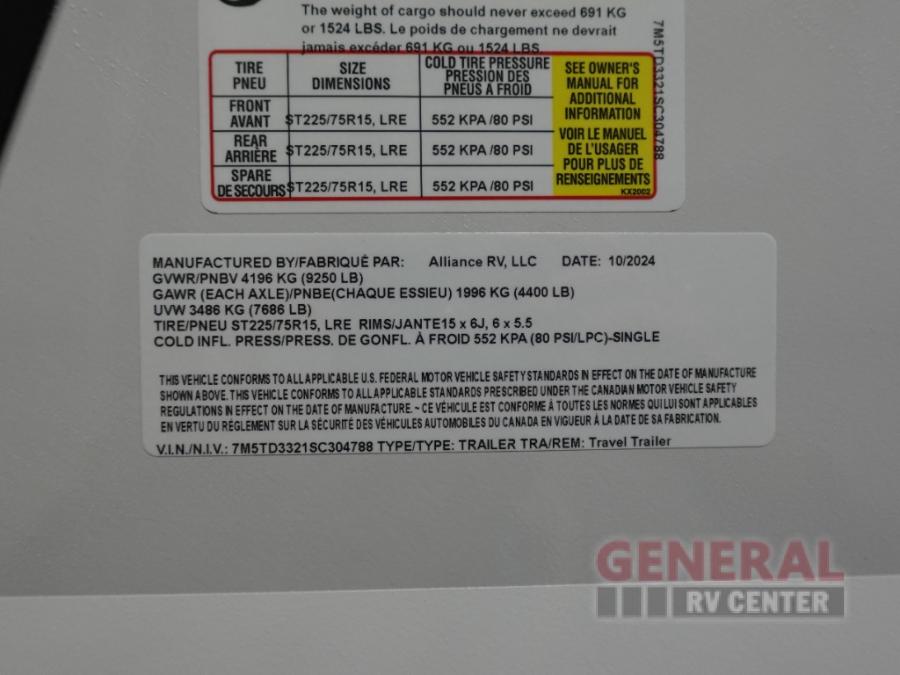 The weight of cargo should never exceed 691 KG
or 1524 LBS. Le poids de chargement ne devrait
jamais excéder 691 KG ou 1524 LBS.
TIRE PNEU SIZE DIMENSIONS COLD TIRE PRESSURE PRESSION DES PNEUS A FROID
FRONT AVANT ST225/75R15, LRE 552 KPA /80 PSI
REAR ARRIÈRE ST225/75R15, LRE 552 KPA /80 PSI
SPARE DE SECOURS ST225/75R15, LRE 552 KPA /80 PSI
SEE OWNER'S
MANUAL FOR
ADDITIONAL
INFORMATION
VOIR LE MANUEL
DE L'USAGER
POUR PLUS DE
RENSEIGNEMENTS
KX2002
7M5TD3321SC304788
MANUFACTURED BY/FABRIQUÉ PAR: Alliance RV, LLC DATE: 10/2024
GVWR/PNBV 4196 KG (9250 LB)
GAWR (EACH AXLE)/PNBE(CHAQUE ESSIEU) 1996 KG (4400 LB)
UVW 3486 KG (7686 LB)
TIRE/PNEU ST225/75R15, LRE RIMS/JANTE15 x 6J, 6 x 5.5
COLD INFL. PRESS/PRESS. DE GONFL. À FROID 552 KPA (80 PSI/LPC)-SINGLE
THIS VEHICLE CONFORMS TO ALL APPLICABLE U.S. FEDERAL MOTOR VEHICLE SAFETY STANDARDS IN EFFECT ON THE DATE OF MANUFACTURE
SHOWN ABOVE. THIS VEHICLE CONFORMS TO ALL APPLICABLE STANDARDS PRESCRIBED UNDER THE CANADIAN MOTOR VEHICLE SAFETY
REGULATIONS IN EFFECT ON THE DATE OF MANUFACTURE. ~ CE VÉHICULE EST CONFORME À TOUTES LES NORMES QUI LUI SONT APPLICABLES
EN VERTU DU RÈGLEMENT SUR LA SÉCURITÉ DES VÉHICULES AUTOMOBILES DU CANADA EN VIGUEUR À LA DATE DE SA FABRICATION.
V.I.N./N.I.V.: 7M5TD3321SC304788 TYPE/TYPE: TRAILER TRA/REM: Travel Trailer
GENERAL
RV CENTER